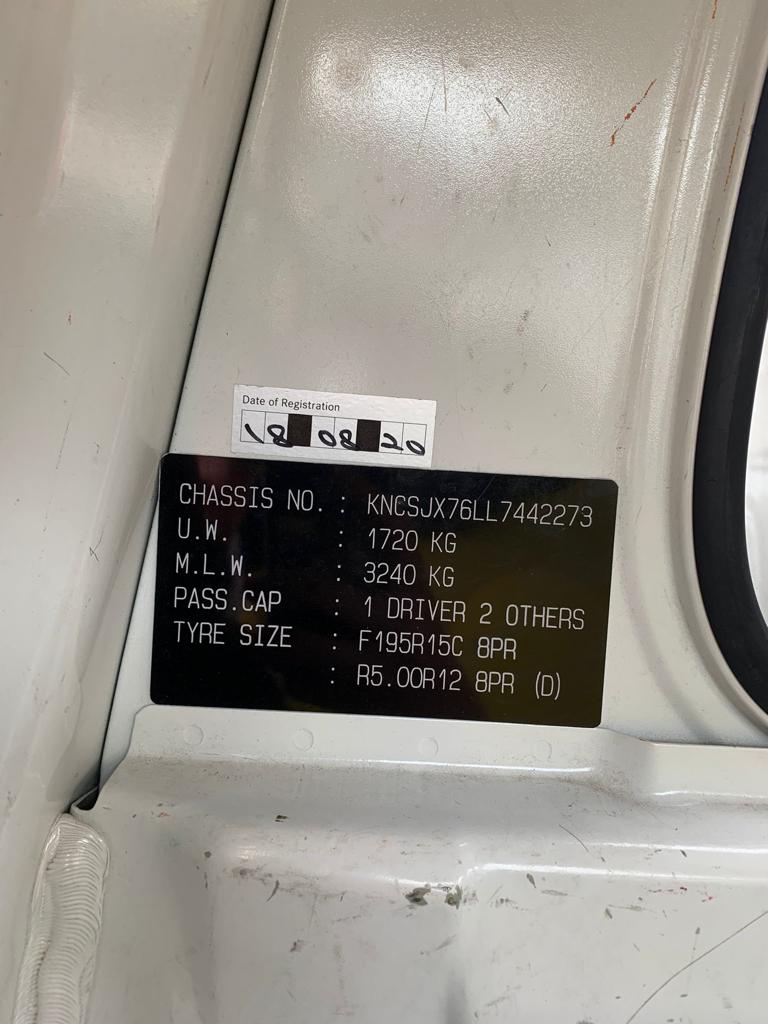 Date of Registration
18 08 20
CHASSIS NO. : KNCSJX76LL7442273
U.W. : 1720 KG
M.L.W. : 3240 KG
PASS.CAP : 1 DRIVER 2 OTHERS
TYRE SIZE : F195R15C 8PR
: R5.00R12 8PR (D)